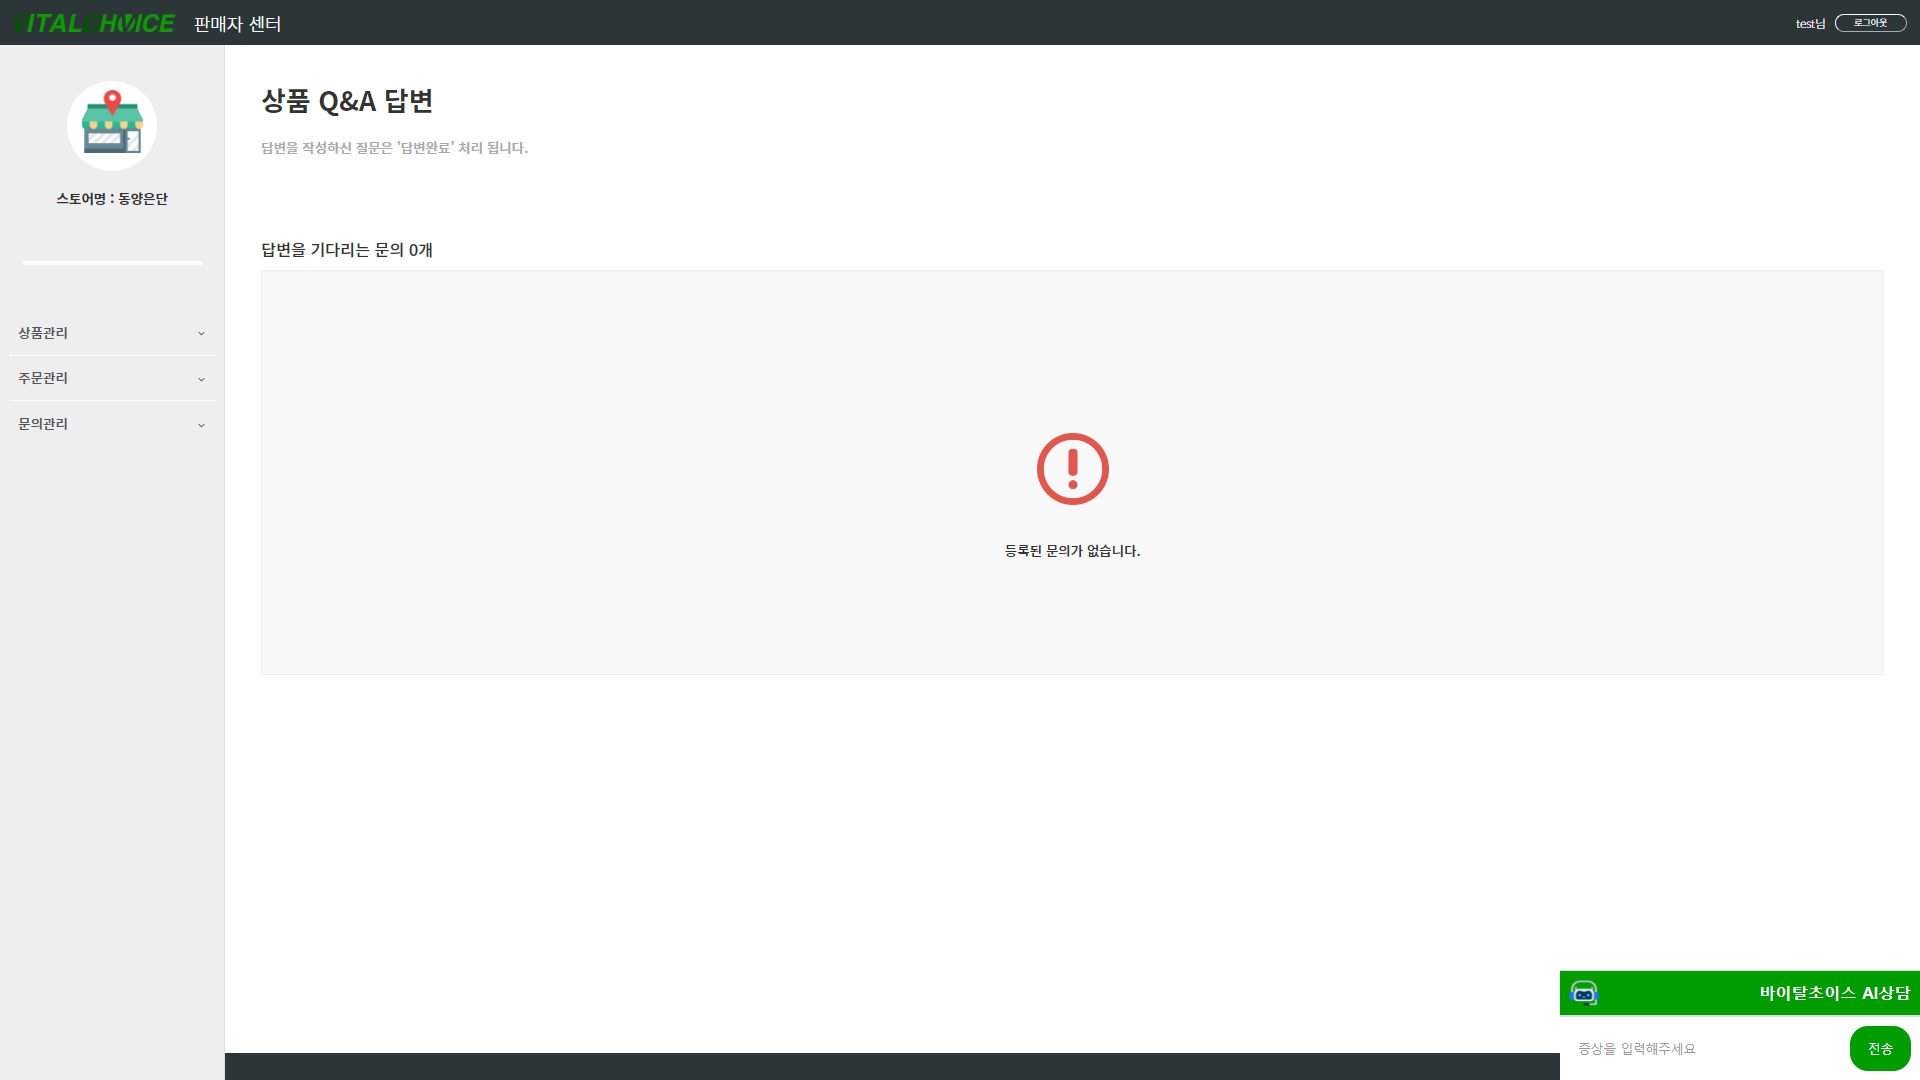 VITALCHOICE 판매자 센터
test님 로그아웃
스토어명 : 동양은단
상품관리
주문관리
문의관리
상품 Q&A 답변
답변을 작성하신 질문은 '답변완료' 처리 됩니다.
답변을 기다리는 문의 0개
등록된 문의가 없습니다.
바이탈초이스 AI상담
증상을 입력해주세요
전송